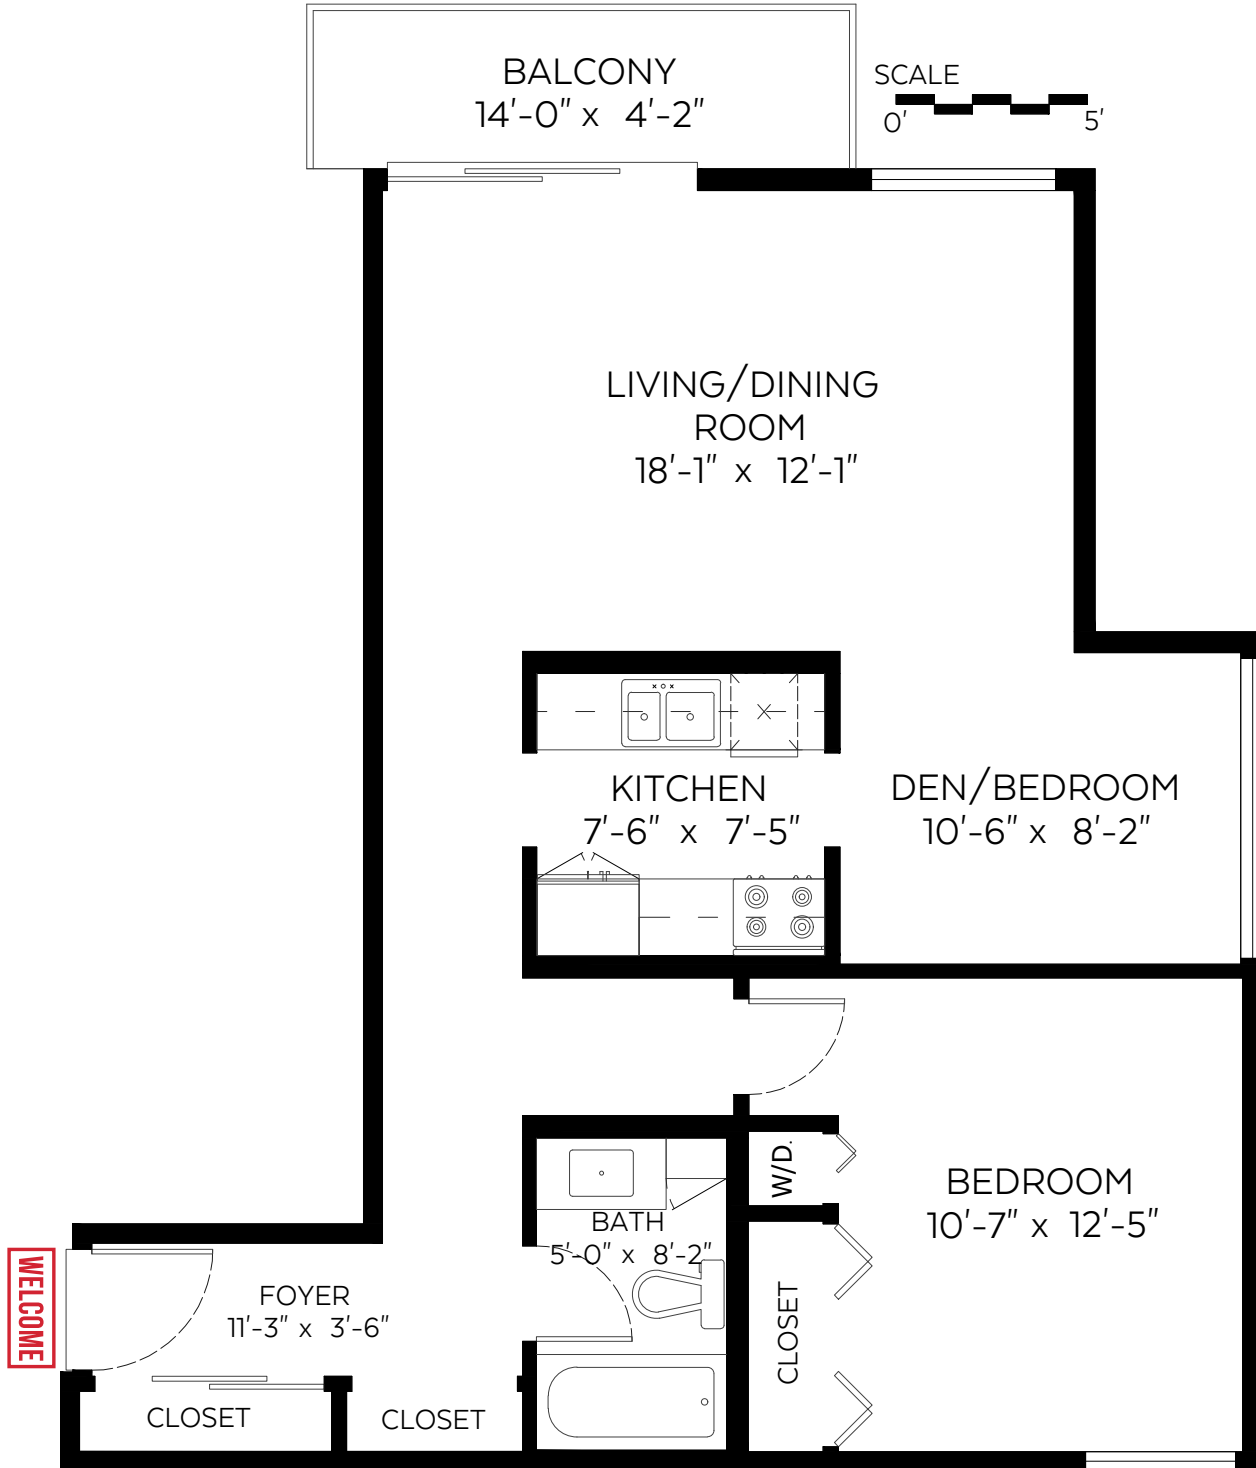 BALCONY
14'-0" x 4'-2"
SCALE
0' 5'
LIVING/DINING
ROOM
18'-1" x 12'-1"
KITCHEN
7'-6" x 7'-5"
DEN/BEDROOM
10'-6" x 8'-2"
W/D.
BEDROOM
10'-7" x 12'-5"
BATH
5'-0" x 8'-2"
WELCOME
FOYER
11'-3" x 3'-6"
CLOSET
CLOSET
CLOSET